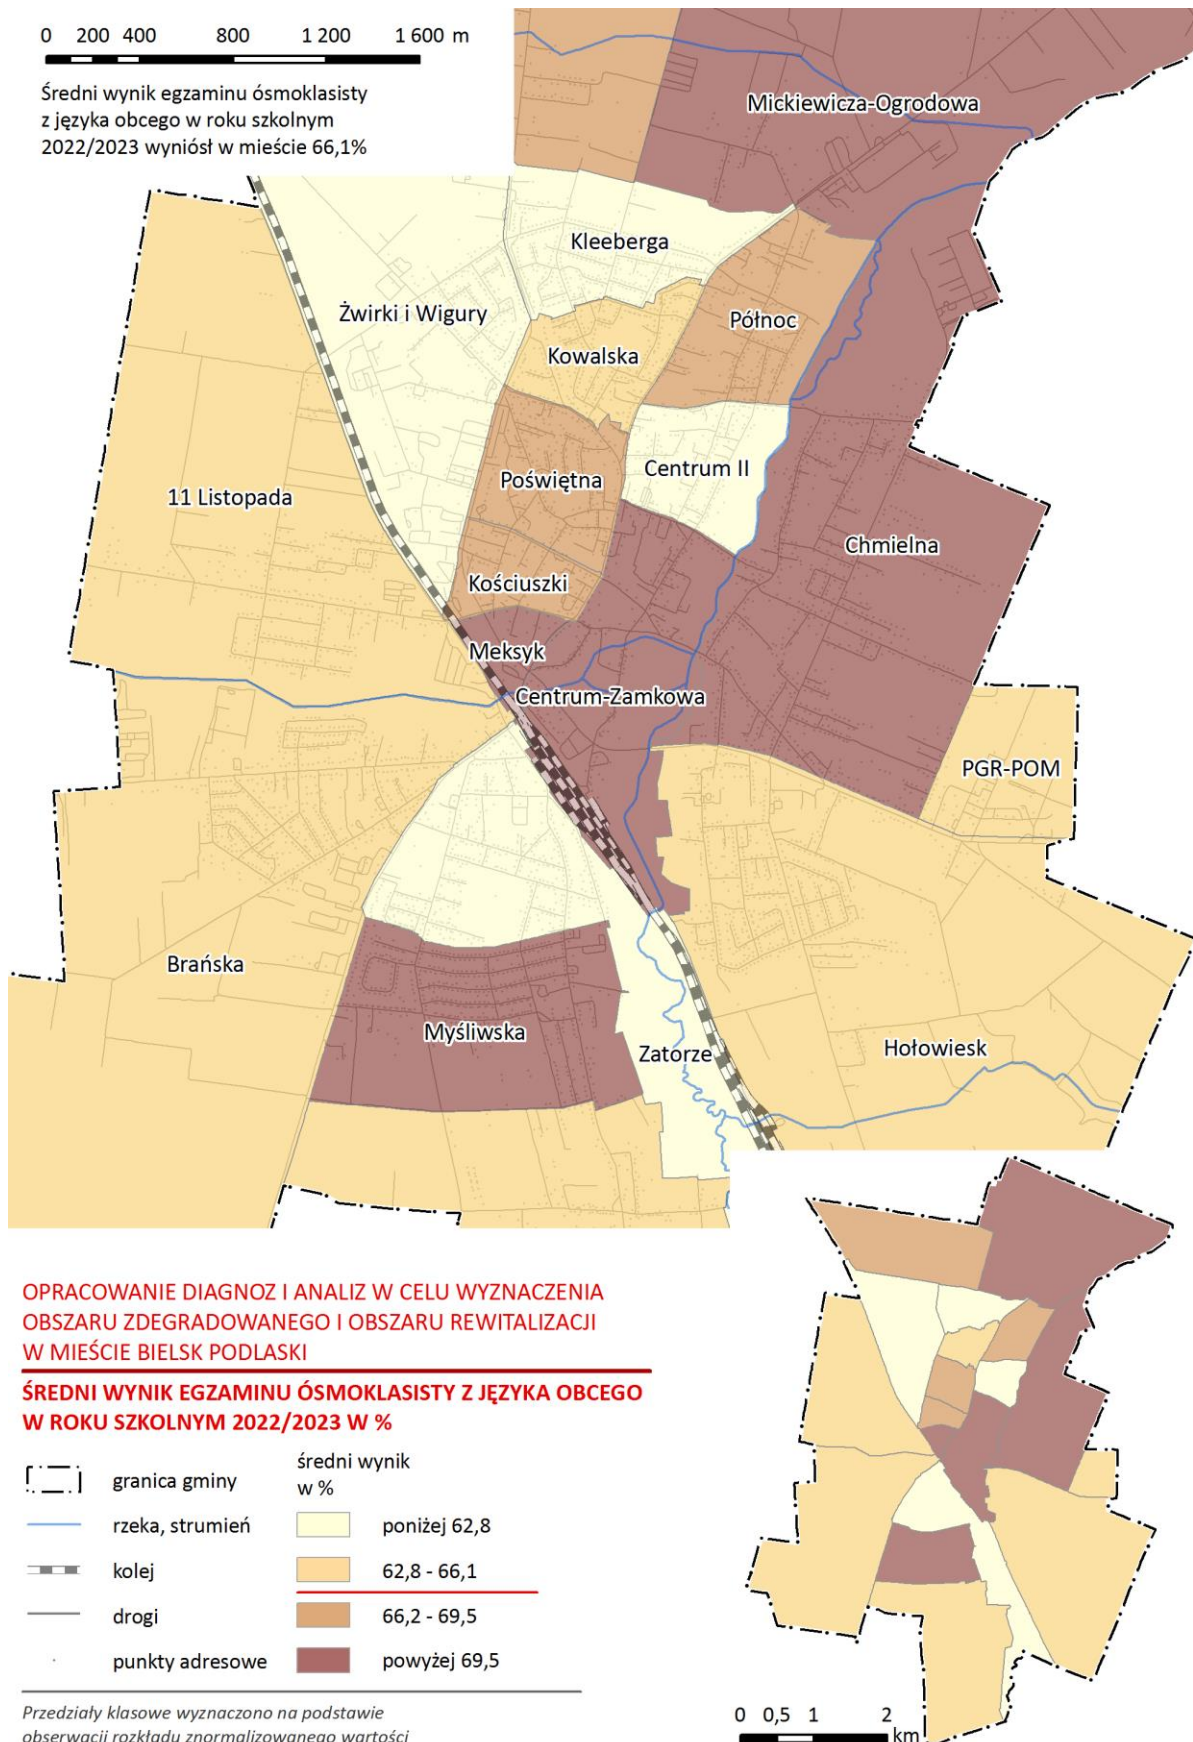 0 200 400 800 1 200 1 600 m
Średni wynik egzaminu ósmoklasisty
z języka obcego w roku szkolnym
2022/2023 wyniósł w mieście 66,1%
Mickiewicza-Ogrodowa
Kleeberga
Żwirki i Wigury
Północ
Kowalska
Centrum II
Poświętna
11 Listopada
Chmielna
Kościuszki
Meksyk
Centrum-Zamkowa
PGR-POM
Brańska
Myśliwska
Zatorze
Hołowiesk
OPRACOWANIE DIAGNOZ I ANALIZ W CELU WYZNACZENIA
OBSZARU ZDEGRADOWANEGO I OBSZARU REWITALIZACJI
W MIEŚCIE BIELSK PODLASKI
ŚREDNI WYNIK EGZAMINU ÓSMOKLASISTY Z JĘZYKA OBCEGO
W ROKU SZKOLNYM 2022/2023 W %
granica gminy
rzeka, strumień
kolej
drogi
punkty adresowe
średni wynik
w %
poniżej 62,8
62,8 - 66,1
66,2 - 69,5
powyżej 69,5
Przedziały klasowe wyznaczono na podstawie
obserwacji rozkładu znormalizowanego wartości
0 0,5 1 2
km